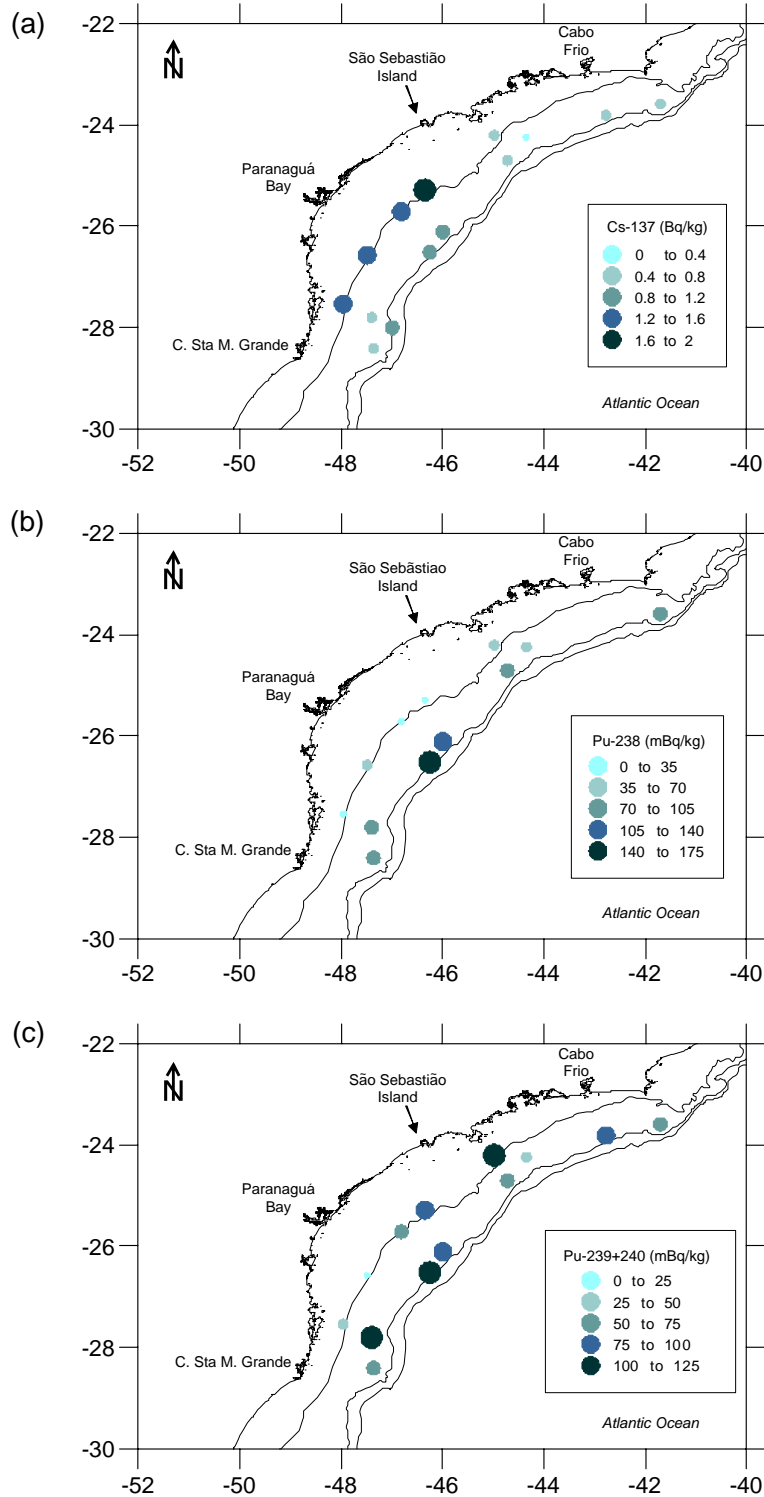 (a)
-22
-24
-26
-28
-30
N
São Sebastião
Island
Cabo
Frio
Paranaguá
Bay
C. Sta M. Grande
Cs-137 (Bq/kg)
0 to 0.4
0.4 to 0.8
0.8 to 1.2
1.2 to 1.6
1.6 to 2
Atlantic Ocean
-52 -50 -48 -46 -44 -42 -40
(b)
-22
-24
-26
-28
-30
N
São Sebãstiao
Island
Cabo
Frio
Paranaguá
Bay
C. Sta M. Grande
Pu-238 (mBq/kg)
0 to 35
35 to 70
70 to 105
105 to 140
140 to 175
Atlantic Ocean
-52 -50 -48 -46 -44 -42 -40
(c)
-22
-24
-26
-28
-30
N
São Sebastião
Island
Cabo
Frio
Paranaguá
Bay
C. Sta M. Grande
Pu-239+240 (mBq/kg)
0 to 25
25 to 50
50 to 75
75 to 100
100 to 125
Atlantic Ocean
-52 -50 -48 -46 -44 -42 -40